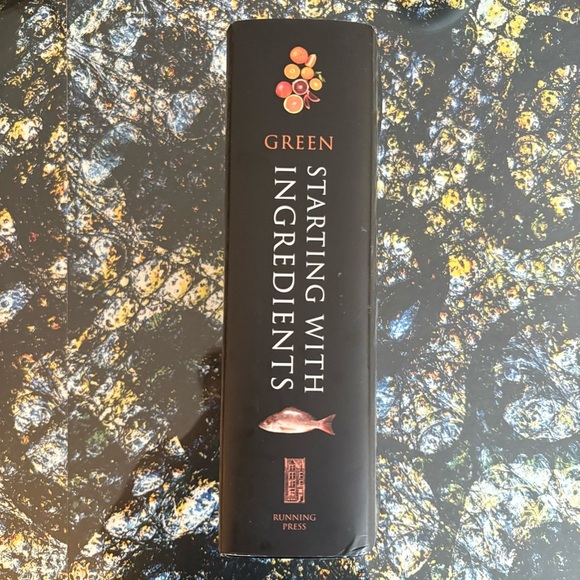 GREEN
STARTING WITH
INGREDIENTS
RUNNING
PRESS